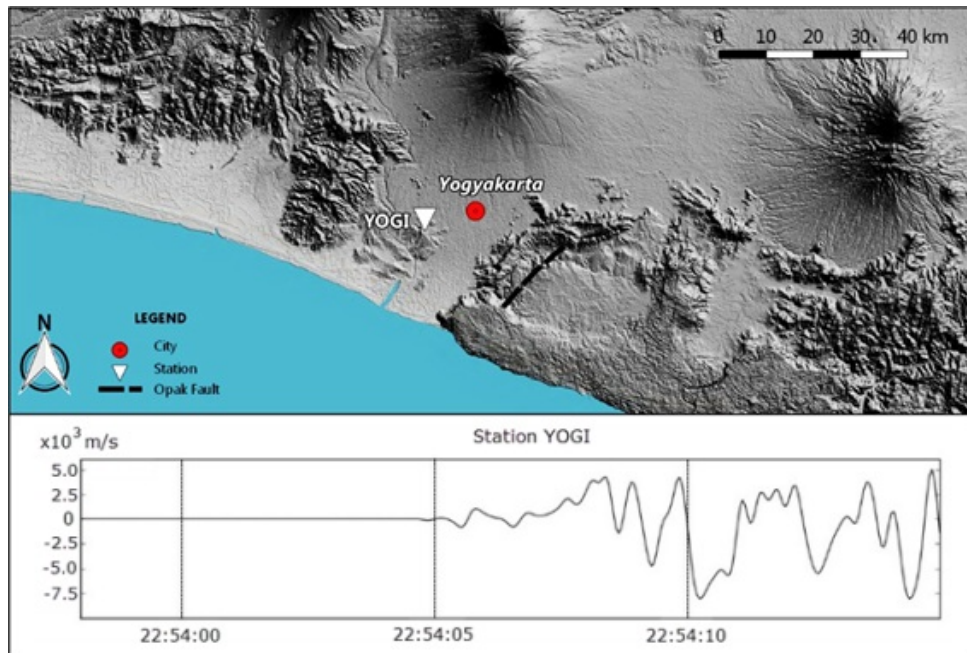 0 10 20 30 40 km
Yogyakarta
YOGI
N
LEGEND
City
Station
Opak Fault
x10³ m/s
Station YOGI
5.0
2.5
0
-2.5
-5.0
-7.5
22:54:00 22:54:05 22:54:10